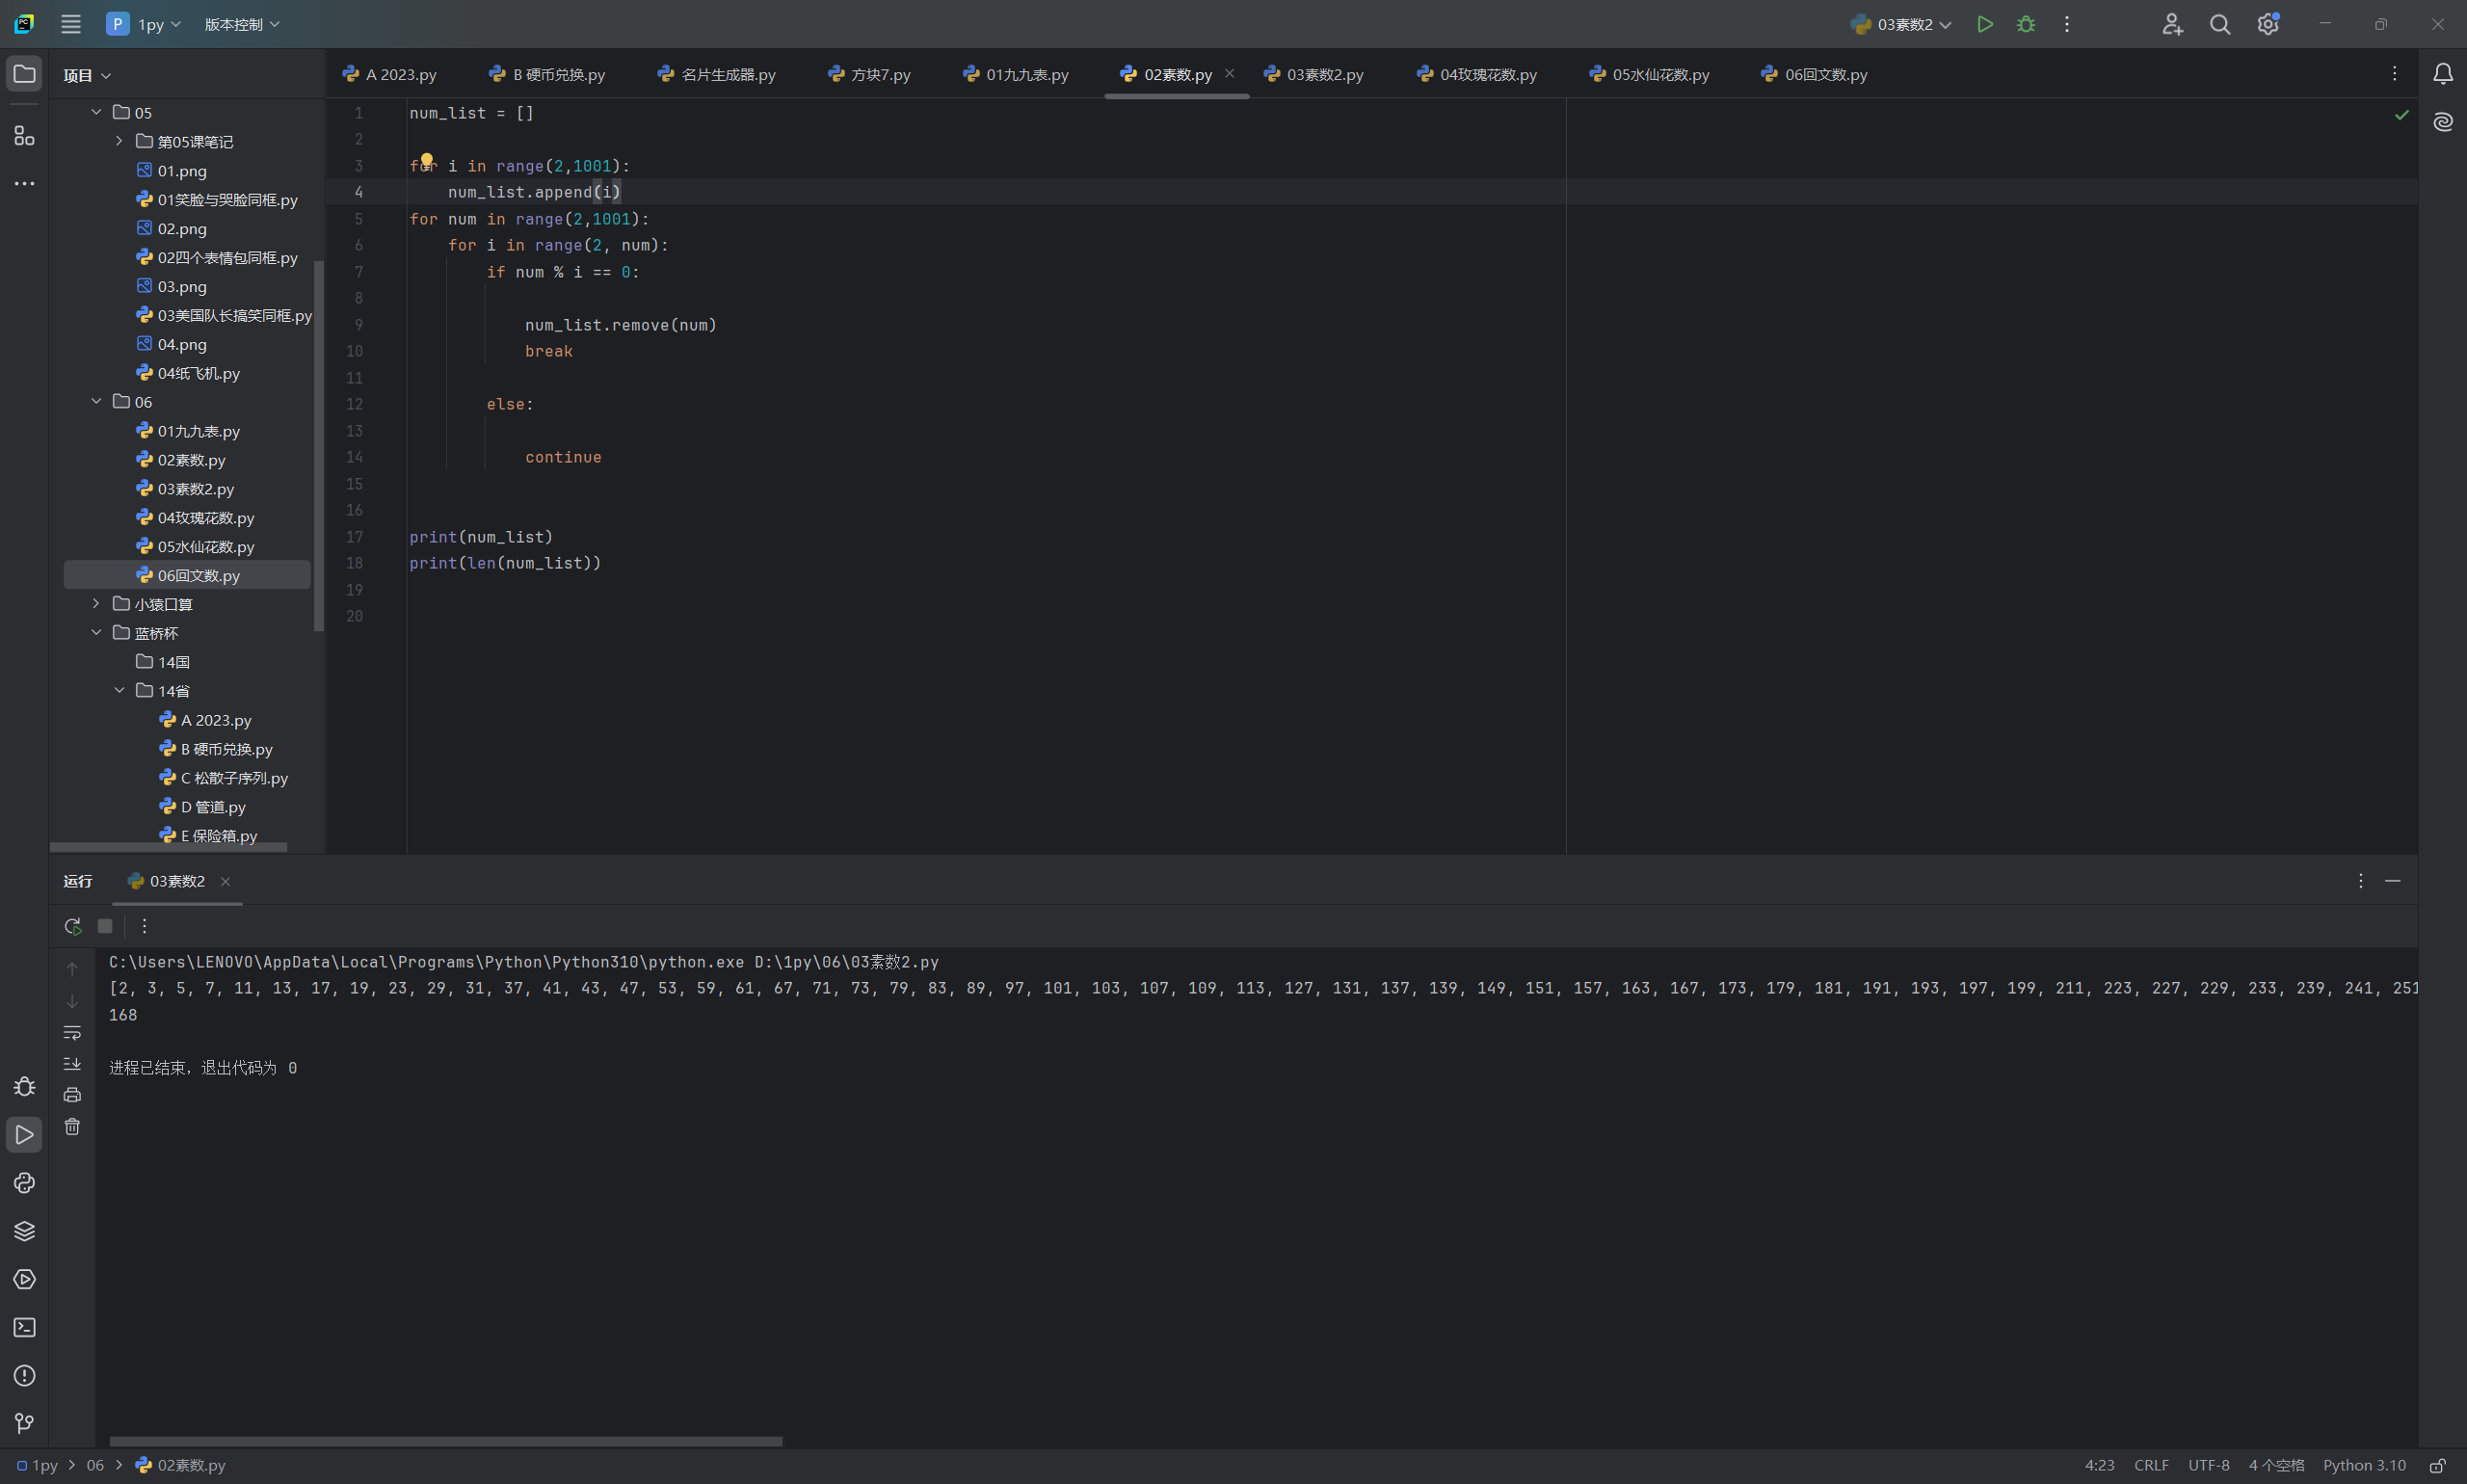 P 1py 版本控制 03素数2
项目
A 2023.py B 硬币兑换.py 名片生成器.py 方块7.py 01九九表.py 02素数.py 03素数2.py 04玫瑰花数.py 05水仙花数.py 06回文数.py
05
第05课笔记
01.png
01笑脸与哭脸同框.py
02.png
02四个表情包同框.py
03.png
03美国队长搞笑同框.py
04.png
04纸飞机.py
06
01九九表.py
02素数.py
03素数2.py
04玫瑰花数.py
05水仙花数.py
06回文数.py
小猿口算
蓝桥杯
14国
14省
A 2023.py
B 硬币兑换.py
C 松散子序列.py
D 管道.py
E 保险箱.py
1 num_list = []
2
3 for i in range(2,1001):
4     num_list.append(i)
5 for num in range(2,1001):
6     for i in range(2, num):
7         if num % i == 0:
8
9             num_list.remove(num)
10             break
11
12         else:
13
14             continue
15
16
17 print(num_list)
18 print(len(num_list))
19
20
运行 03素数2
C:\Users\LENOVO\AppData\Local\Programs\Python\Python310\python.exe D:\1py\06\03素数2.py
[2, 3, 5, 7, 11, 13, 17, 19, 23, 29, 31, 37, 41, 43, 47, 53, 59, 61, 67, 71, 73, 79, 83, 89, 97, 101, 103, 107, 109, 113, 127, 131, 137, 139, 149, 151, 157, 163, 167, 173, 179, 181, 191, 193, 197, 199, 211, 223, 227, 229, 233, 239, 241, 251
168
进程已结束，退出代码为 0
1py > 06 > 02素数.py 4:23 CRLF UTF-8 4 个空格 Python 3.10